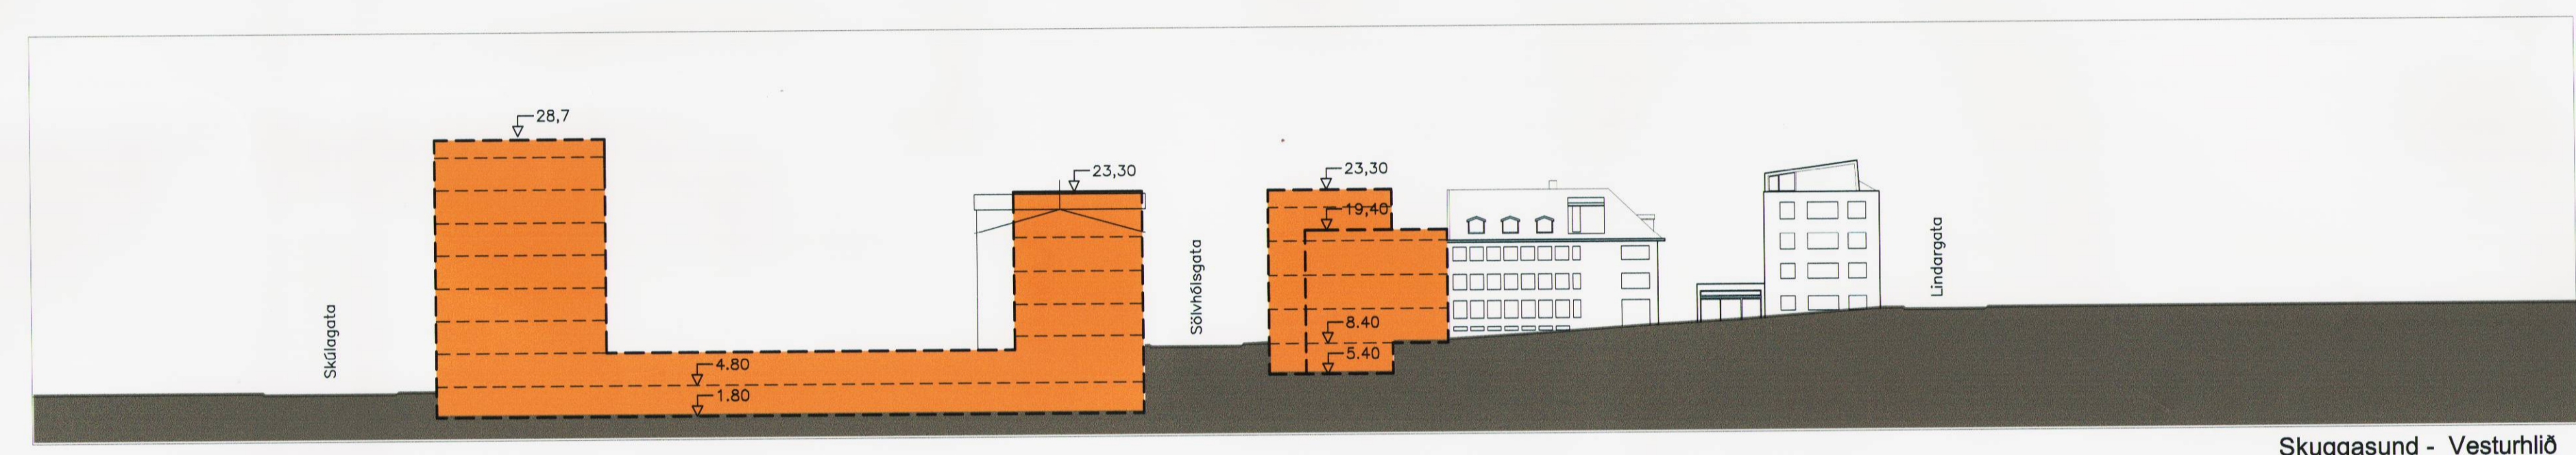 28,7
23,30
23,30
19,40
8.40
5.40
4.80
1.80
Skúlagata
Sölvhólsgata
Lindargata
Skuggasund - Vesturhlið